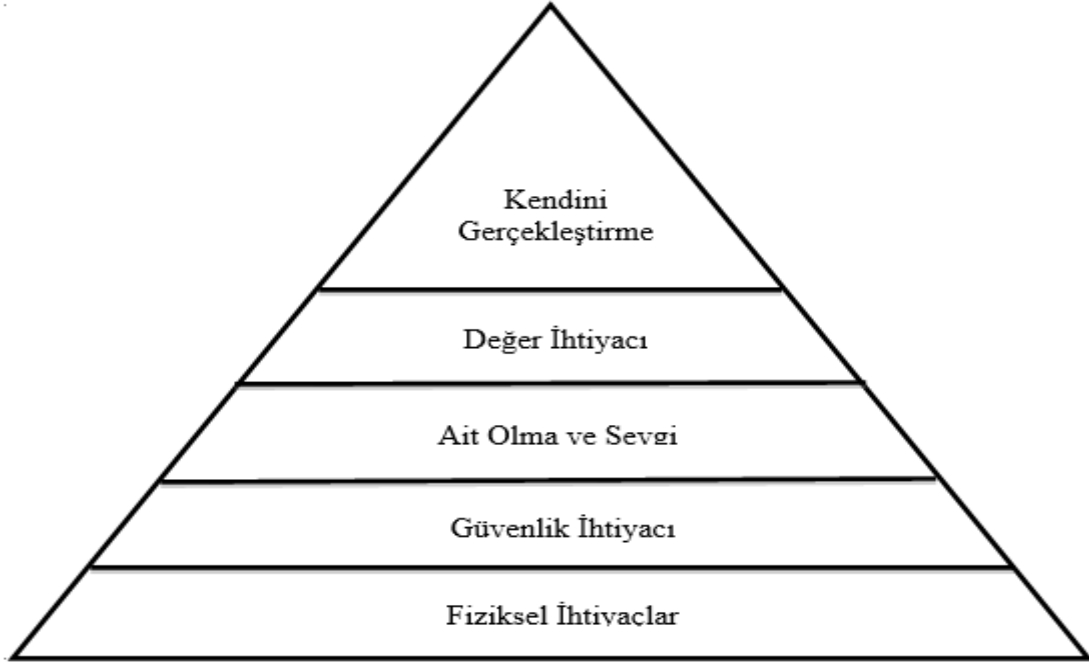 Kendini
Gerçekleştirme
Değer İhtiyacı
Ait Olma ve Sevgi
Güvenlik İhtiyacı
Fiziksel İhtiyaçlar